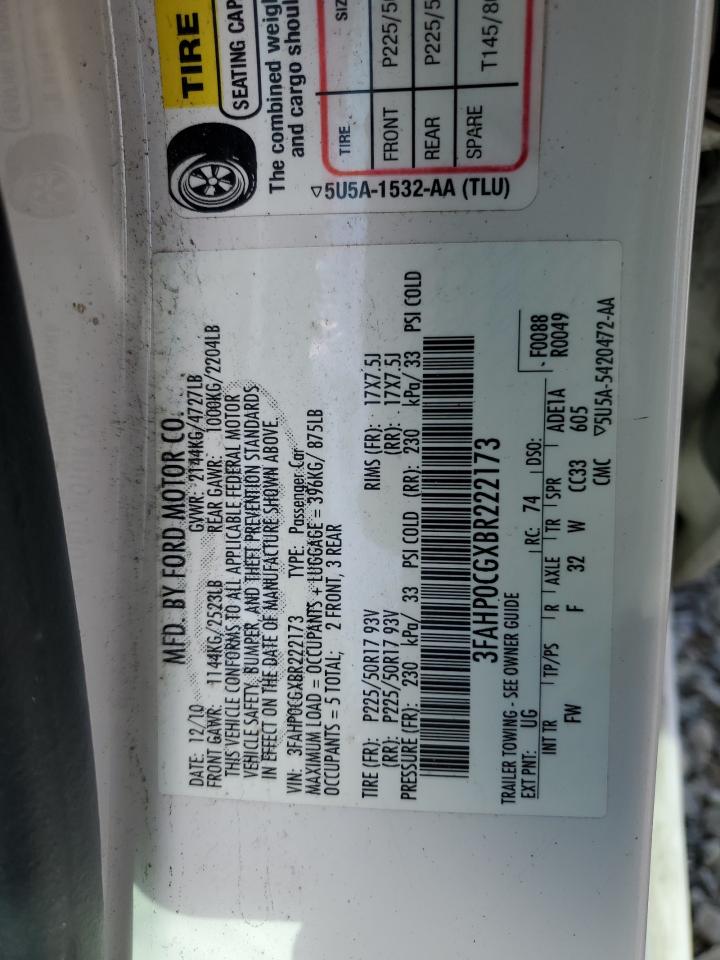 MFD. BY FORD MOTOR CO.
DATE: 12/10 GVWR: 2144KG/4727LB
FRONT GAWR: 1144KG/2523LB REAR GAWR: 1000KG/2204LB
THIS VEHICLE CONFORMS TO ALL APPLICABLE FEDERAL MOTOR
VEHICLE SAFETY, BUMPER, AND THEFT PREVENTION STANDARDS
IN EFFECT ON THE DATE OF MANUFACTURE SHOWN ABOVE.
VIN: 3FAHP0CGXBR222173 TYPE: Passenger Car
MAXIMUM LOAD = OCCUPANTS + LUGGAGE = 396KG/ 875LB
OCCUPANTS = 5 TOTAL; 2 FRONT, 3 REAR
TIRE (FR): P225/50R17 93V RIMS (FR): 17X7.5J
(RR): P225/50R17 93V (RR): 17X7.5J
PRESSURE (FR): 230 kPa/ 33 PSI COLD (RR): 230 kPa/ 33 PSI COLD
3FAHP0CGXBR222173
TRAILER TOWING - SEE OWNER GUIDE
EXT PNT: UG RC: 74 DSO: F0088
R0049
INT TR TP/PS R AXLE TR SPR ADE1A
FW F 32 W CC33 605
CMC ▽5U5A-5420472-AA
TIRE
SEATING CAP
The combined weigh
and cargo shoul
TIRE SIZ
FRONT P225/50
REAR P225/5
SPARE T145/80
▽5U5A-1532-AA (TLU)